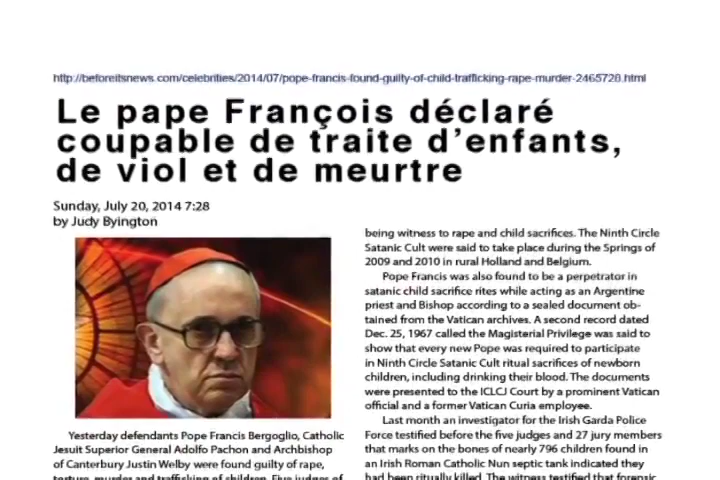 http://beforeitsnews.com/celebrities/2014/07/pope-francis-found-guilty-of-child-trafficking-rape-murder-2465720.html
Le pape François déclaré
coupable de traite d'enfants,
de viol et de meurtre
Sunday, July 20, 2014 7:28
by Judy Byington
Yesterday defendants Pope Francis Bergoglio, Catholic
Jesuit Superior General Adolfo Pachon and Archbishop
of Canterbury Justin Welby were found guilty of rape,
torture, murder and trafficking of children. Five judges of
being witness to rape and child sacrifices. The Ninth Circle
Satanic Cult were said to take place during the Springs of
2009 and 2010 in rural Holland and Belgium.
Pope Francis was also found to be a perpetrator in
satanic child sacrifice rites while acting as an Argentine
priest and Bishop according to a sealed document ob-
tained from the Vatican archives. A second record dated
Dec. 25, 1967 called the Magisterial Privilege was said to
show that every new Pope was required to participate
in Ninth Circle Satanic Cult ritual sacrifices of newborn
children, including drinking their blood. The documents
were presented to the ICLCJ Court by a prominent Vatican
official and a former Vatican Curia employee.
Last month an investigator for the Irish Garda Police
Force testified before the five judges and 27 jury members
that marks on the bones of nearly 796 children found in
an Irish Roman Catholic Nun septic tank indicated they
had been ritually killed. The witness testified that forensic